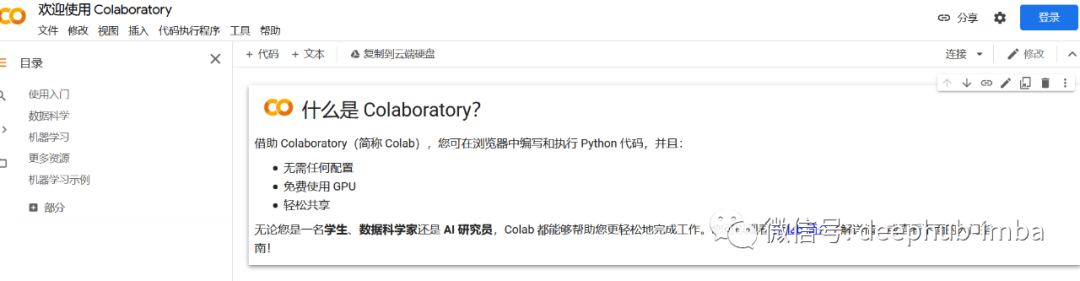 欢迎使用 Colaboratory
文件 修改 视图 插入 代码执行程序 工具 帮助
分享
登录
目录
+ 代码 + 文本 复制到云端硬盘
连接
修改
使用入门
数据科学
机器学习
更多资源
机器学习示例
部分
什么是 Colaboratory?
借助 Colaboratory（简称 Colab），您可在浏览器中编写和执行 Python 代码，并且：
• 无需任何配置
• 免费使用 GPU
• 轻松共享
无论您是一名学生、数据科学家还是 AI 研究员，Colab 都能够帮助您更轻松地完成工作。
南！
微信号: deephub-imba